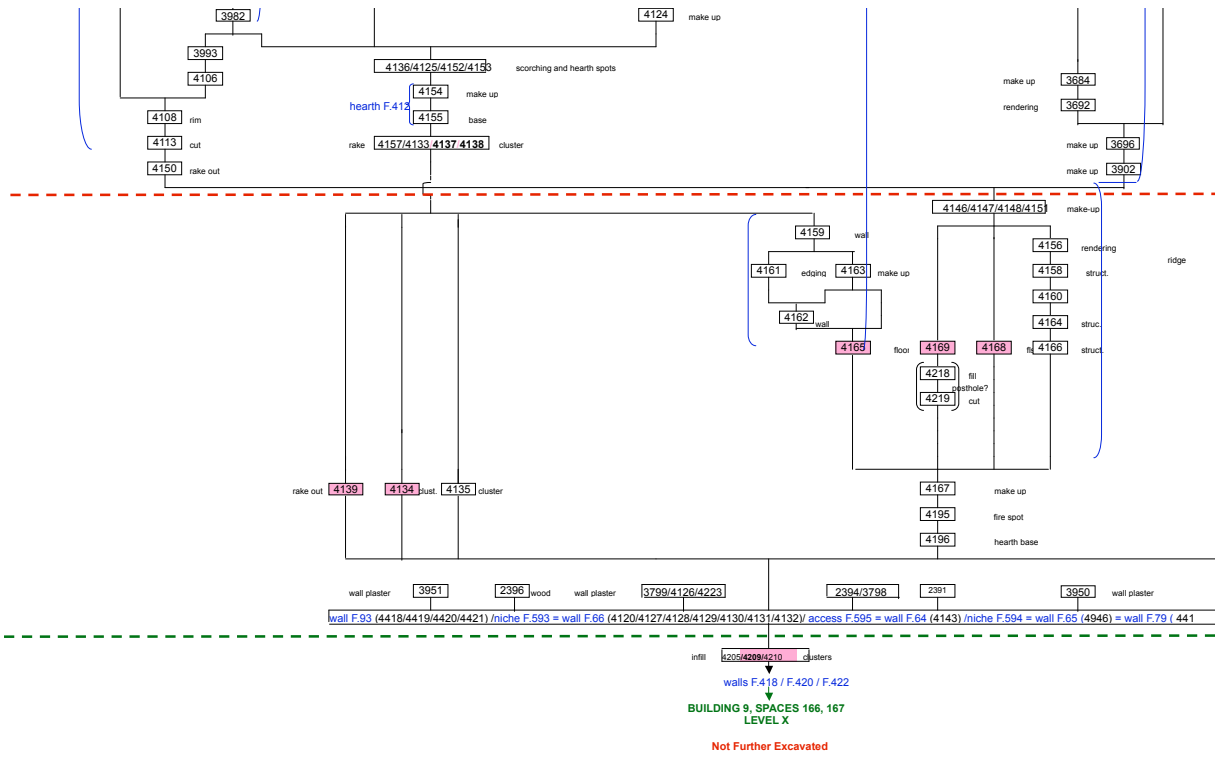 3982
4124 make up
3993
4136/4125/4152/4153 scorching and hearth spots
4106
3684 make up
4154 make up
hearth F.412
3692 rendering
4108 rim
4155 base
4113 cut
rake 4157/4133/4137/4138 cluster
make up 3696
4150 rake out
make up 3902
4146/4147/4148/4151 make-up
4159 wall
4156 rendering
ridge
4161 edging 4163 make up
4158 struct.
4160
4162 wall
4164 struc.
4165 floor 4169 4168 4166 struct.
4218 fill
posthole?
4219 cut
rake out 4139 4134 clust. 4135 cluster
4167 make up
4195 fire spot
4196 hearth base
wall plaster 3951 2396 wood wall plaster 3799/4126/4223 2394/3798 2391 3950 wall plaster
wall F.93 (4418/4419/4420/4421) /niche F.593 = wall F.66 (4120/4127/4128/4129/4130/4131/4132)/ access F.595 = wall F.64 (4143) /niche F.594 = wall F.65 (4946) = wall F.79 ( 441
infill 4205/4209/4210 clusters
walls F.418 / F.420 / F.422
BUILDING 9, SPACES 166, 167
LEVEL X
Not Further Excavated